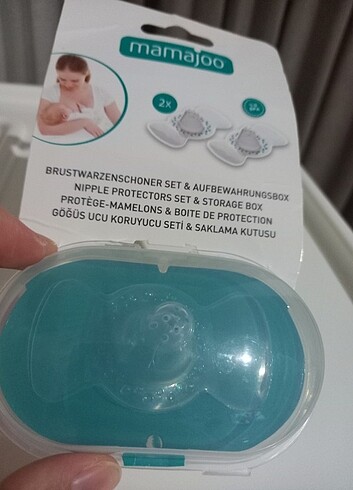 mamajoo
2x
BRUSTWARZENSCHONER SET & AUFBEWAHRUNGSBOX
NIPPLE PROTECTORS SET & STORAGE BOX
PROTÈGE-MAMELONS & BOITE DE PROTECTION
GÖĞÜS UCU KORUYUCU SETİ & SAKLAMA KUTUSU